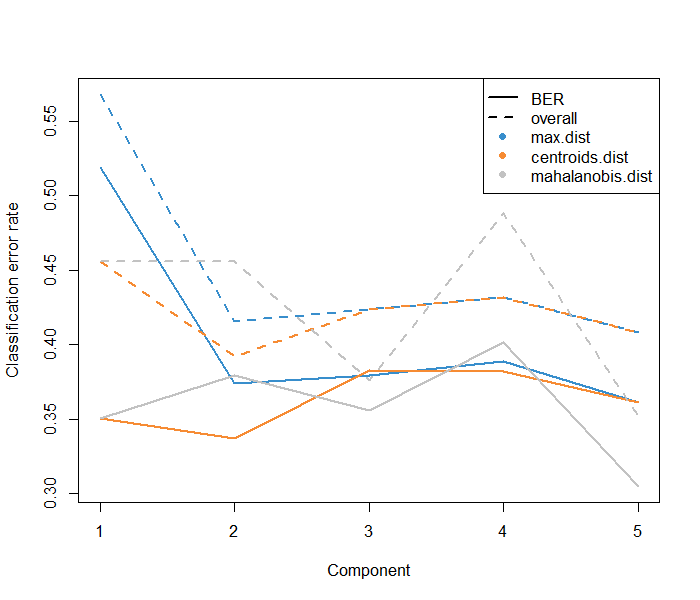 BER
overall
max.dist
centroids.dist
mahalanobis.dist
Classification error rate
0.55
0.50
0.45
0.40
0.35
0.30
1 2 3 4 5
Component